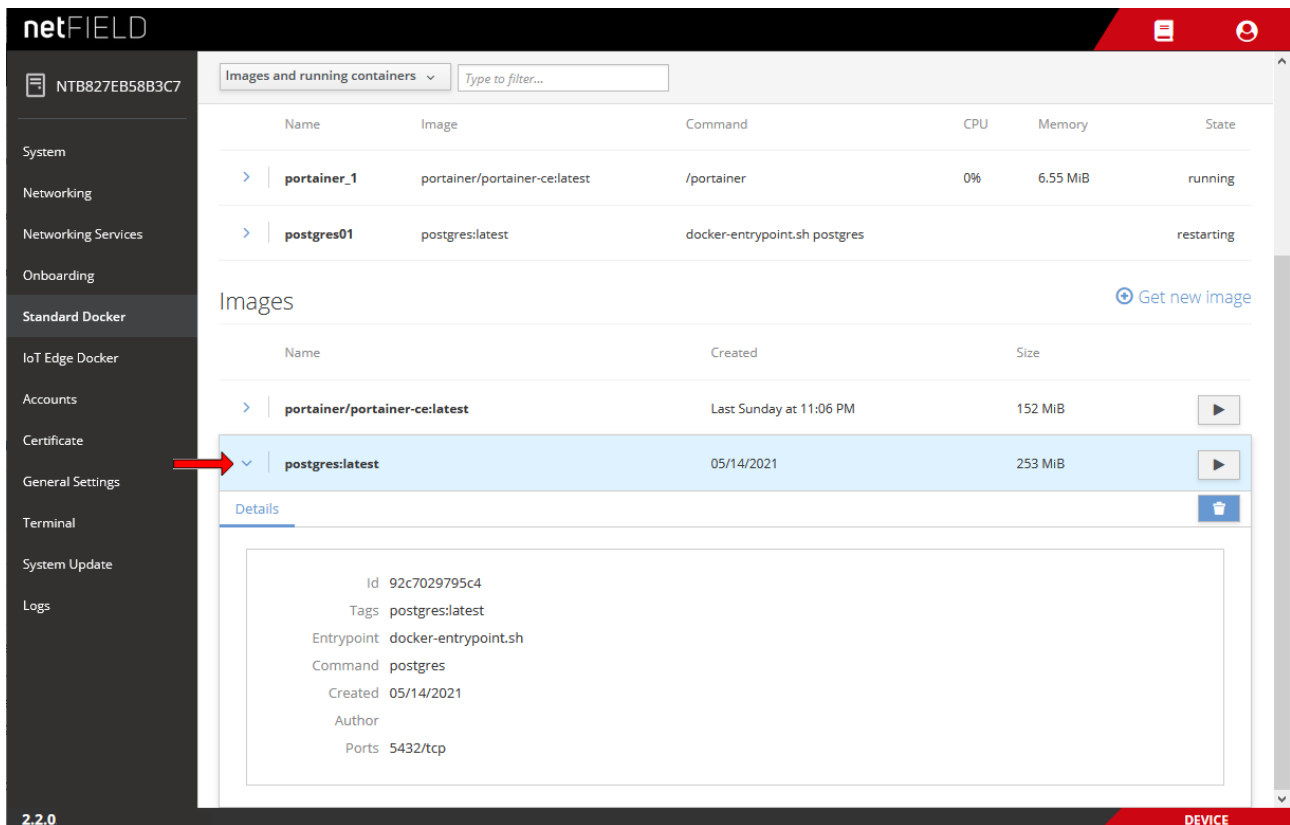 netFIELD
NTB827EB58B3C7
System
Networking
Networking Services
Onboarding
Standard Docker
IoT Edge Docker
Accounts
Certificate
General Settings
Terminal
System Update
Logs
2.2.0
Images and running containers
Type to filter...
Name Image Command CPU Memory State
portainer_1 portainer/portainer-ce:latest /portainer 0% 6.55 MiB running
postgres01 postgres:latest docker-entrypoint.sh postgres restarting
Images Get new image
Name Created Size
portainer/portainer-ce:latest Last Sunday at 11:06 PM 152 MiB
postgres:latest 05/14/2021 253 MiB
Details
Id 92c7029795c4
Tags postgres:latest
Entrypoint docker-entrypoint.sh
Command postgres
Created 05/14/2021
Author
Ports 5432/tcp
DEVICE